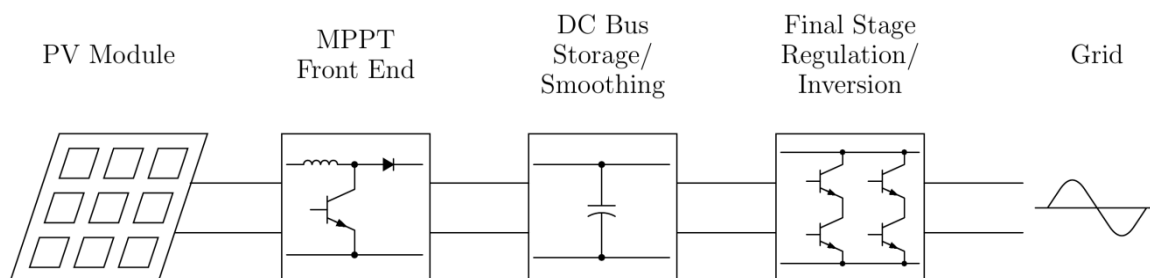 PV Module
MPPT
Front End
DC Bus
Storage/
Smoothing
Final Stage
Regulation/
Inversion
Grid